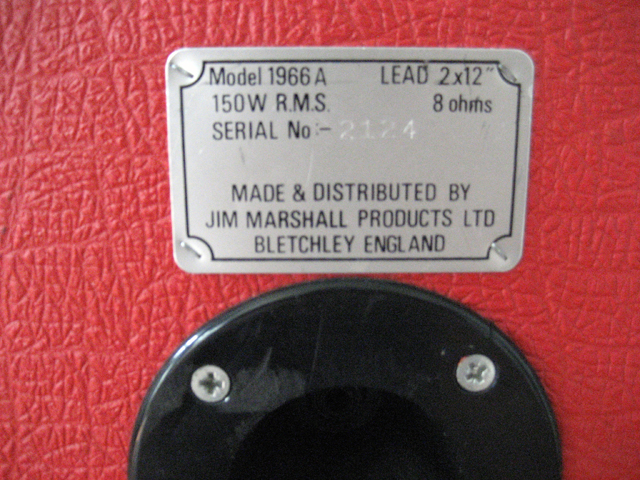 Model 1966 A LEAD 2x12"
150W R.M.S. 8 ohms
SERIAL No :- 2124
MADE & DISTRIBUTED BY
JIM MARSHALL PRODUCTS LTD
BLETCHLEY ENGLAND